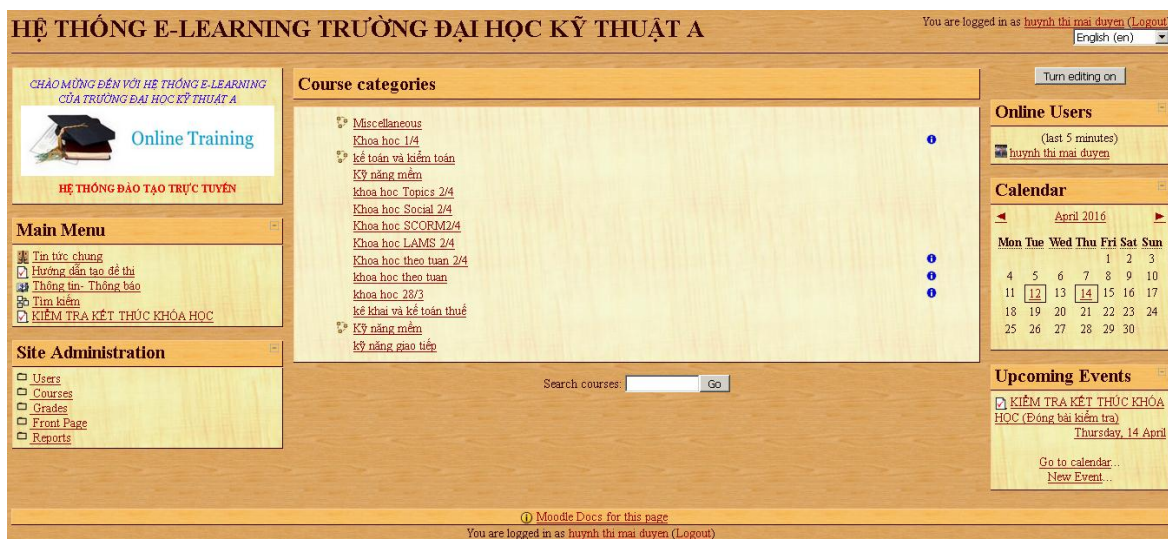 HỆ THỐNG E-LEARNING TRƯỜNG ĐẠI HỌC KỸ THUẬT A
You are logged in as huynh thi mai duyen (Logout)
English (en)
CHÀO MỪNG ĐẾN VỚI HỆ THỐNG E-LEARNING
CỦA TRƯỜNG ĐẠI HỌC KỸ THUẬT A
Online Training
HỆ THỐNG ĐÀO TẠO TRỰC TUYẾN
Main Menu
Tin tức chung
Hướng dẫn tạo đề thi
Thông tin- Thông báo
Tìm kiếm
KIỂM TRA KẾT THÚC KHÓA HỌC
Site Administration
Users
Courses
Grades
Front Page
Reports
Course categories
Miscellaneous
Khoa hoc 1/4
kế toán và kiểm toán
Kỹ năng mềm
khoa hoc Topics 2/4
Khoa hoc Social 2/4
Khoa hoc SCORM2/4
Khoa hoc LAMS 2/4
Khoa hoc theo tuan 2/4
khoa hoc theo tuan
khoa hoc 28/3
kê khai và kế toán thuế
Kỹ năng mềm
kỹ năng giao tiếp
Search courses: Go
Turn editing on
Online Users
(last 5 minutes)
huynh thi mai duyen
Calendar
◄ April 2016 ►
Mon Tue Wed Thu Fri Sat Sun
1 2 3
4 5 6 7 8 9 10
11 12 13 14 15 16 17
18 19 20 21 22 23 24
25 26 27 28 29 30
Upcoming Events
KIỂM TRA KẾT THÚC KHÓA
HỌC (Đóng bài kiểm tra)
Thursday, 14 April
Go to calendar...
New Event...
Moodle Docs for this page
You are logged in as huynh thi mai duyen (Logout)